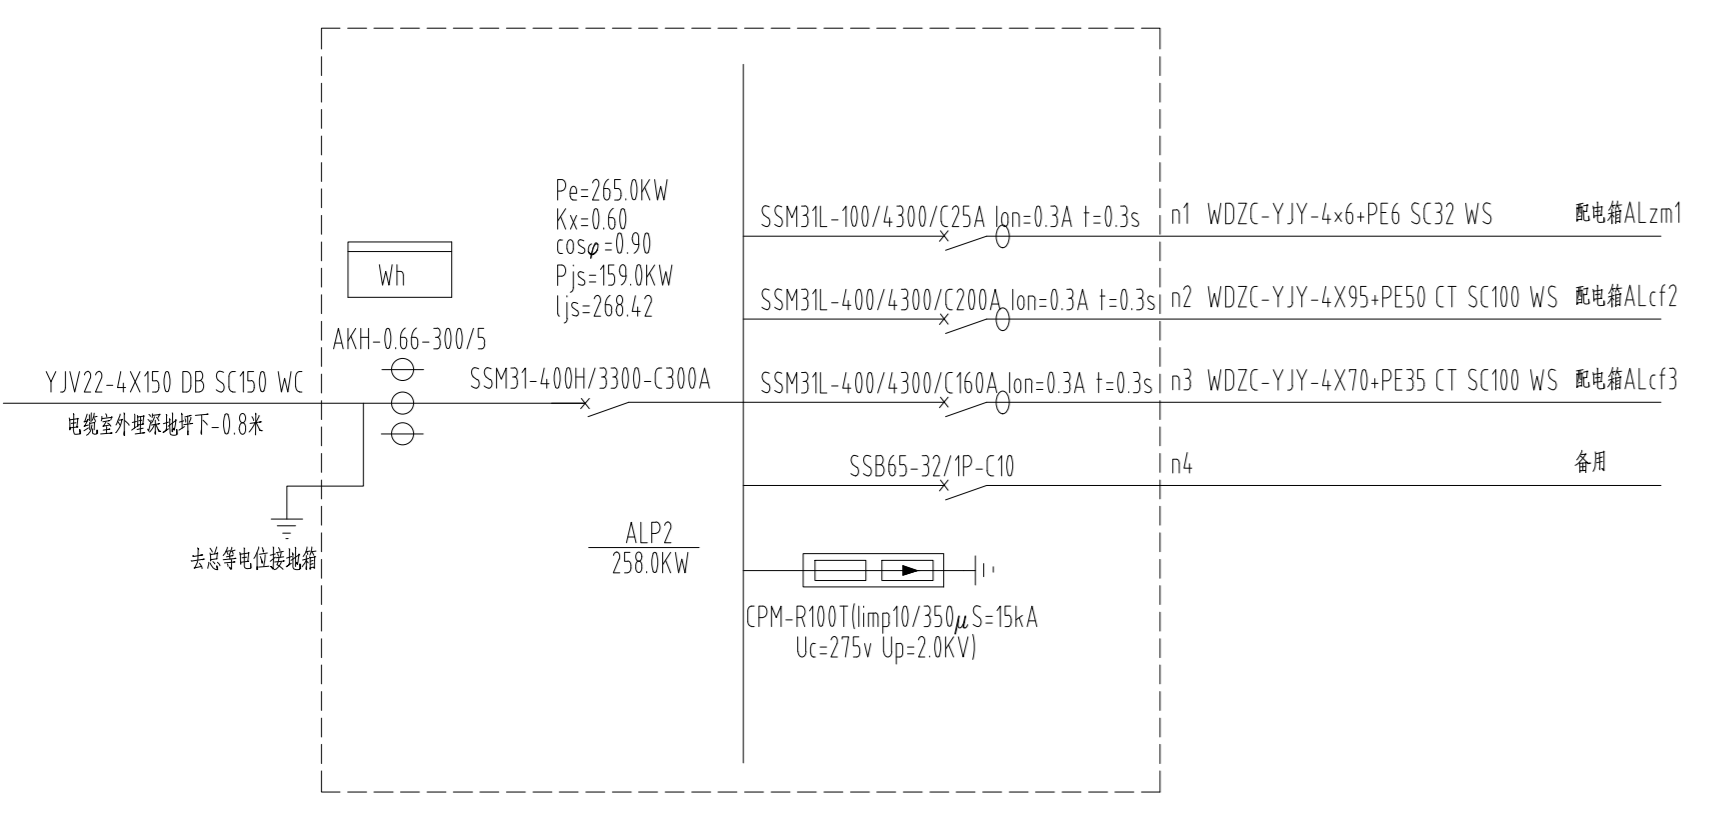 Pe=265.0KW
Kx=0.60
cosφ=0.90
Pjs=159.0KW
Ijs=268.42
Wh
AKH-0.66-300/5
YJV22-4X150 DB SC150 WC
电缆室外埋深地坪下-0.8米
SSM31-400H/3300-C300A
去总等电位接地箱
ALP2
258.0KW
SSM31L-100/4300/C25A Ion=0.3A t=0.3s n1 WDZC-YJY-4×6+PE6 SC32 WS 配电箱ALzm1
SSM31L-400/4300/C200A Ion=0.3A t=0.3s n2 WDZC-YJY-4X95+PE50 CT SC100 WS 配电箱ALcf2
SSM31L-400/4300/C160A Ion=0.3A t=0.3s n3 WDZC-YJY-4X70+PE35 CT SC100 WS 配电箱ALcf3
SSB65-32/1P-C10 n4 备用
CPM-R100T(Iimp10/350μS=15kA
Uc=275v Up=2.0KV)